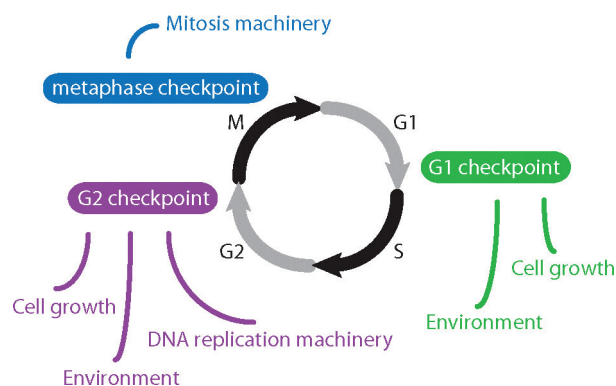 Mitosis machinery
metaphase checkpoint
M
G1
G1 checkpoint
G2 checkpoint
G2
S
Cell growth
Cell growth
Environment
DNA replication machinery
Environment